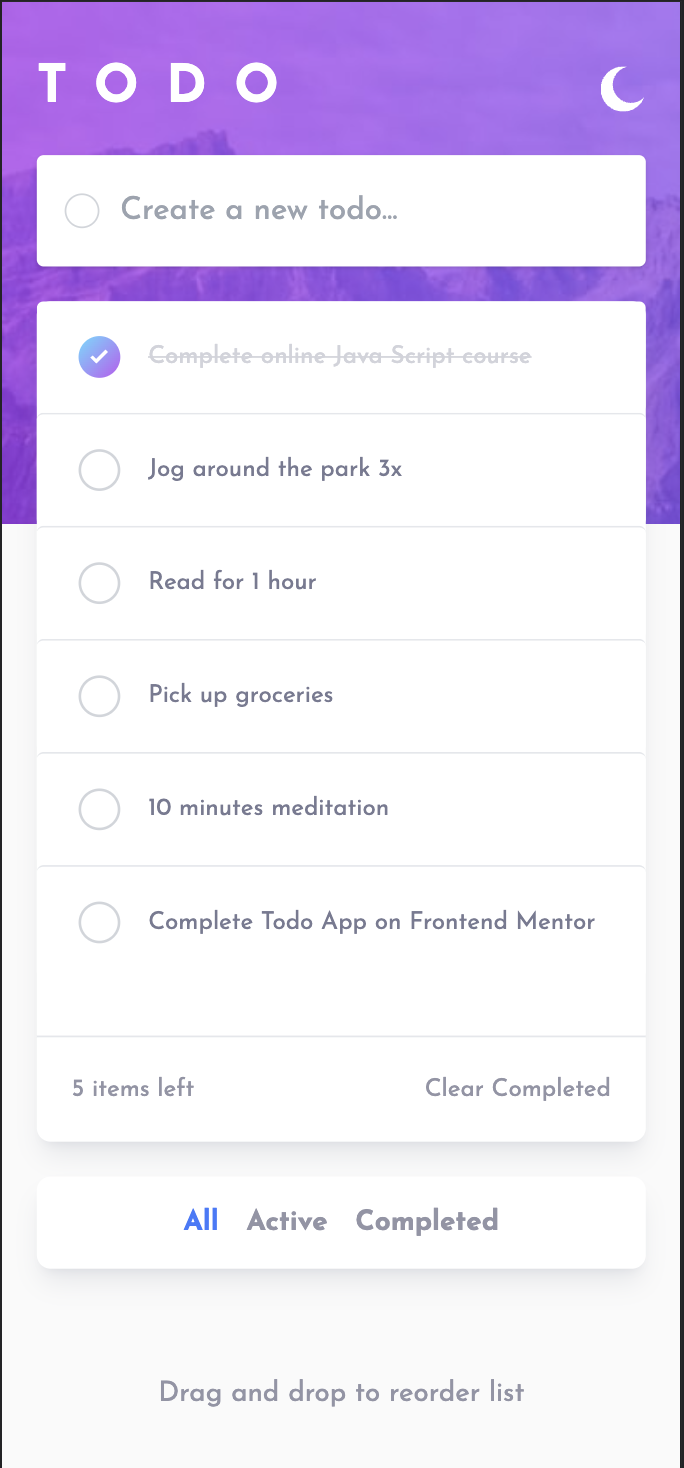 TODO
Create a new todo...
Complete online Java Script course
Jog around the park 3x
Read for 1 hour
Pick up groceries
10 minutes meditation
Complete Todo App on Frontend Mentor
5 items left Clear Completed
All Active Completed
Drag and drop to reorder list